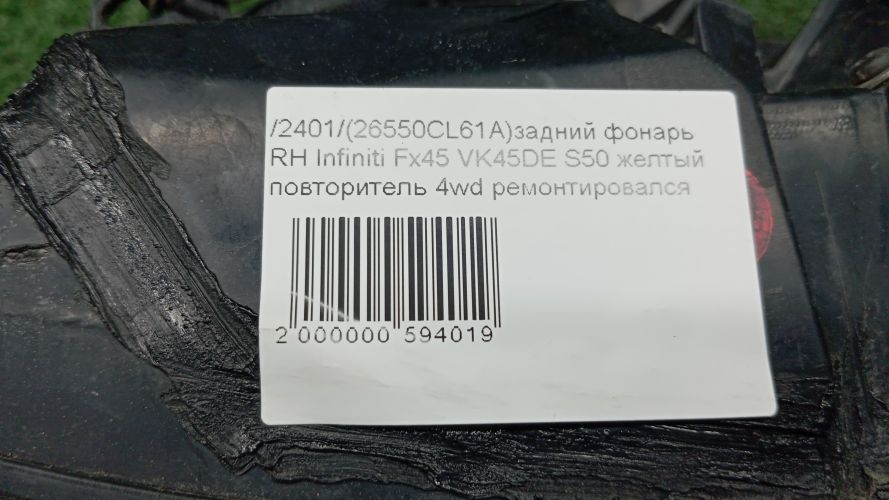 /2401/(26550CL61A)задний фонарь
RH Infiniti Fx45 VK45DE S50 желтый
повторитель 4wd ремонтировался
2 000000 594019